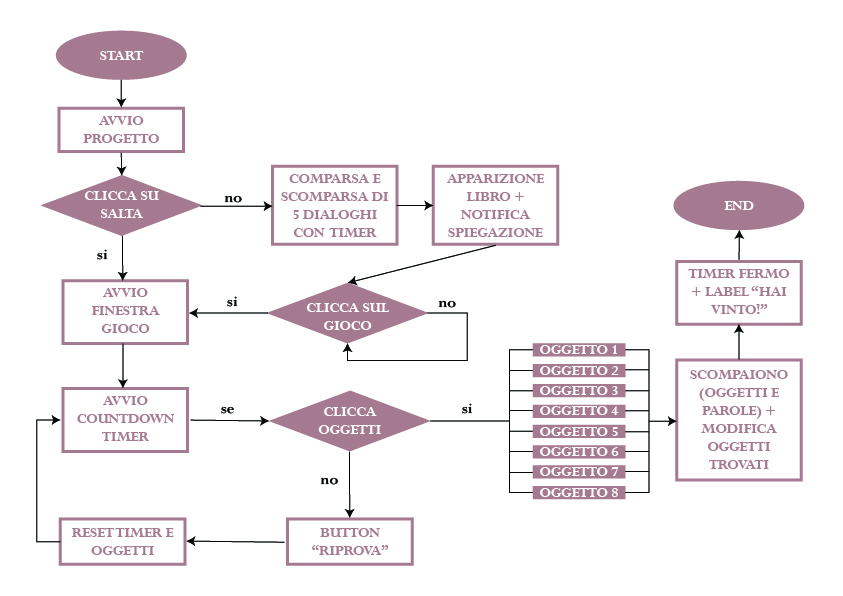 START
AVVIO
PROGETTO
CLICCA SU
SALTA
no
COMPARSA E
SCOMPARSA DI
5 DIALOGHI
CON TIMER
APPARIZIONE
LIBRO +
NOTIFICA
SPIEGAZIONE
si
AVVIO
FINESTRA
GIOCO
si
CLICCA SUL
GIOCO
no
AVVIO
COUNTDOWN
TIMER
se
CLICCA
OGGETTI
si
no
BUTTON
“RIPROVA”
RESET TIMER E
OGGETTI
OGGETTO 1
OGGETTO 2
OGGETTO 3
OGGETTO 4
OGGETTO 5
OGGETTO 6
OGGETTO 7
OGGETTO 8
SCOMPAIONO
(OGGETTI E
PAROLE) +
MODIFICA
OGGETTI
TROVATI
TIMER FERMO
+ LABEL “HAI
VINTO!”
END